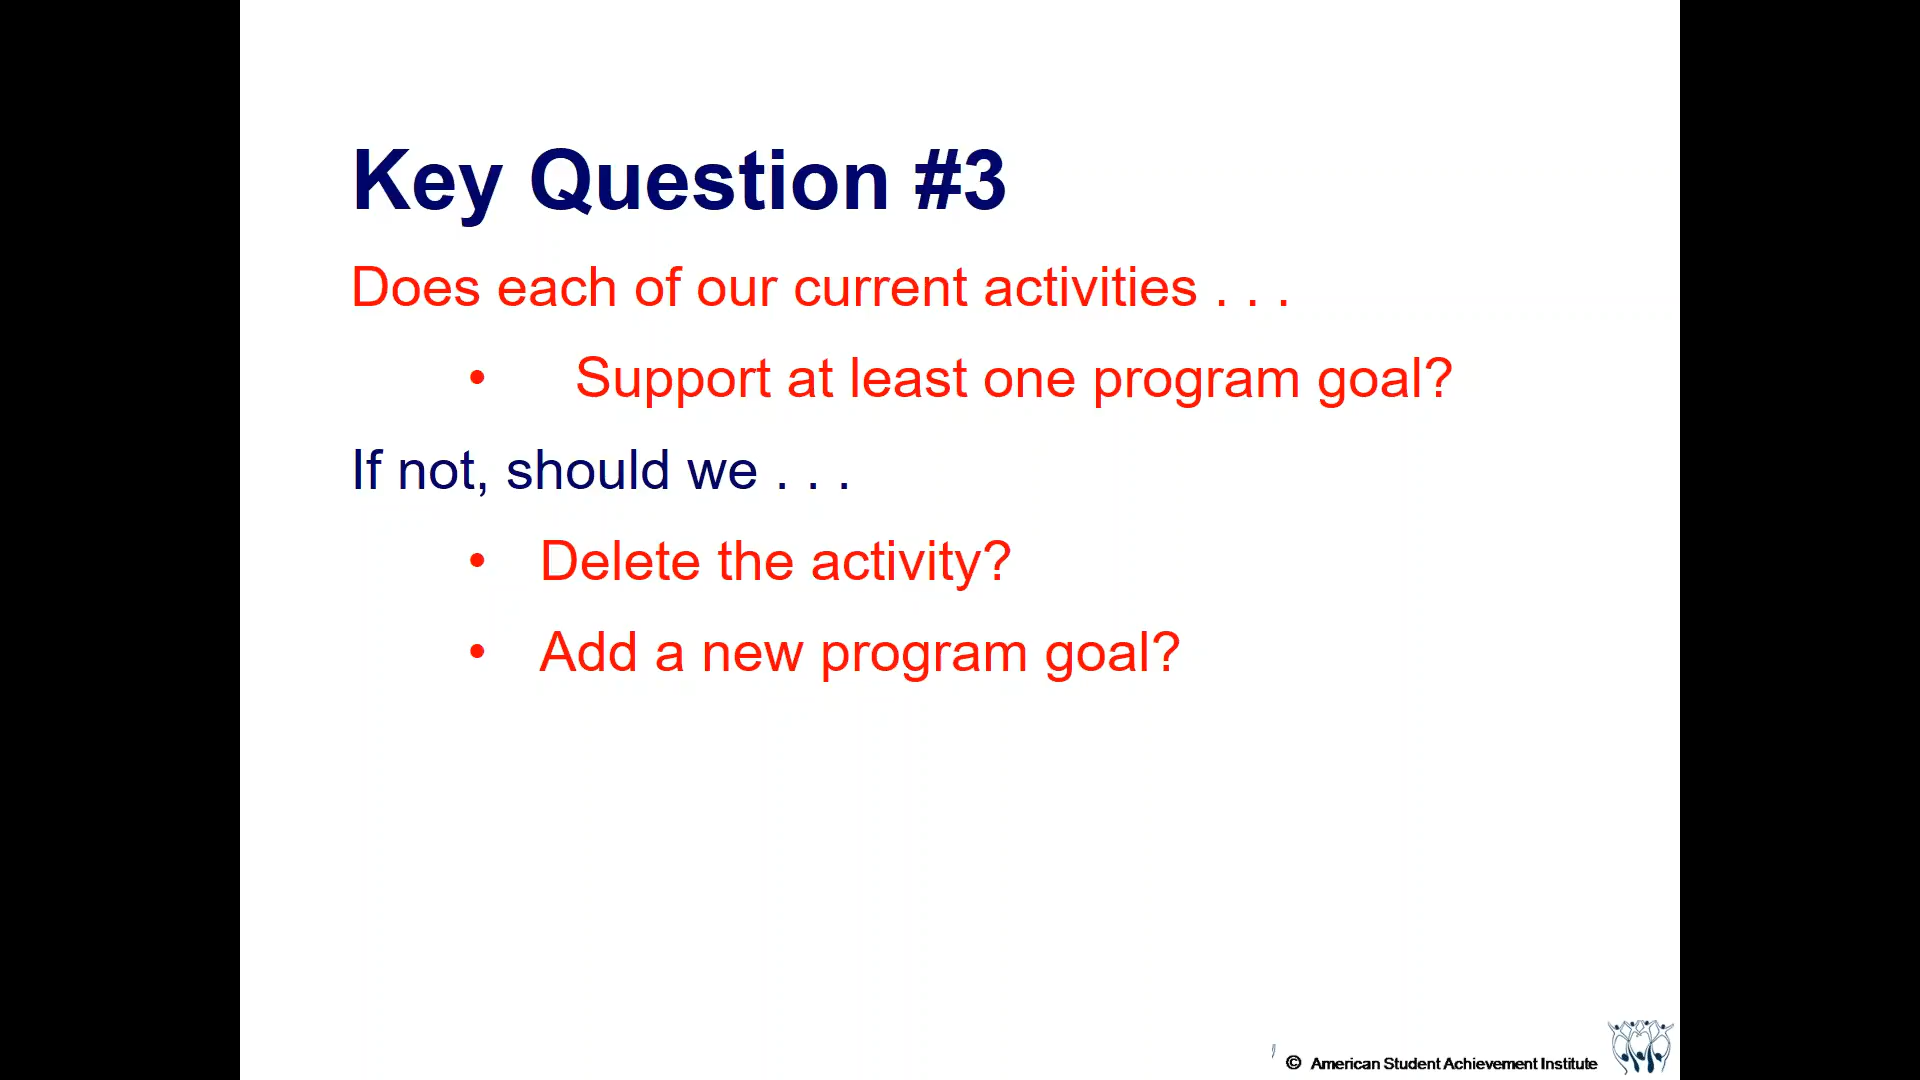 Key Question #3
Does each of our current activities . . .
• Support at least one program goal?
If not, should we . . .
• Delete the activity?
• Add a new program goal?
© American Student Achievement Institute